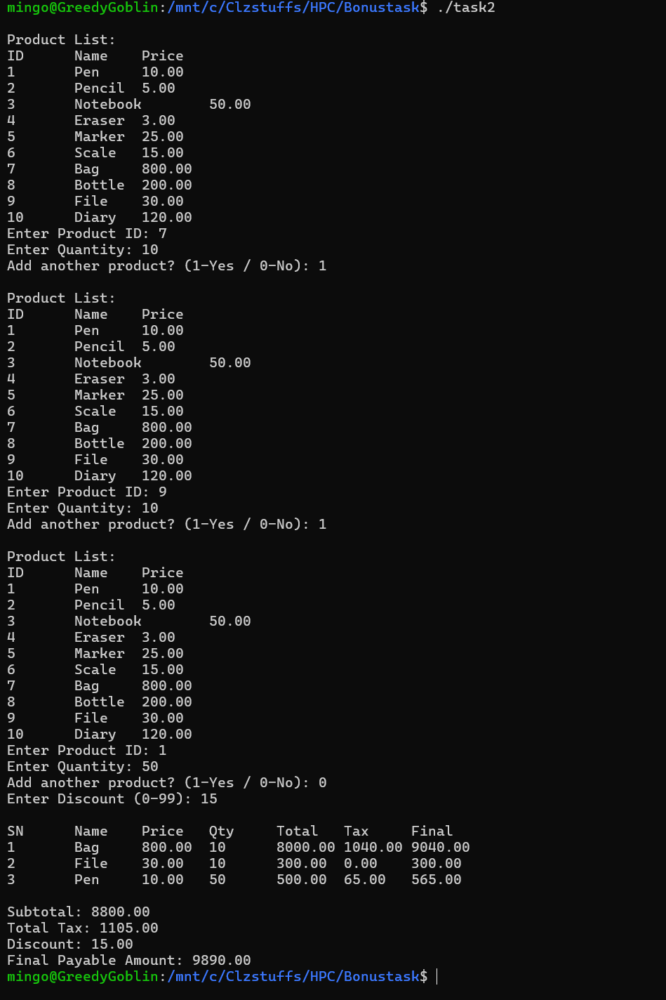 mingo@GreedyGoblin:/mnt/c/Clzstuffs/HPC/Bonustask$ ./task2
Product List:
ID Name Price
1 Pen 10.00
2 Pencil 5.00
3 Notebook 50.00
4 Eraser 3.00
5 Marker 25.00
6 Scale 15.00
7 Bag 800.00
8 Bottle 200.00
9 File 30.00
10 Diary 120.00
Enter Product ID: 7
Enter Quantity: 10
Add another product? (1-Yes / 0-No): 1
Product List:
ID Name Price
1 Pen 10.00
2 Pencil 5.00
3 Notebook 50.00
4 Eraser 3.00
5 Marker 25.00
6 Scale 15.00
7 Bag 800.00
8 Bottle 200.00
9 File 30.00
10 Diary 120.00
Enter Product ID: 9
Enter Quantity: 10
Add another product? (1-Yes / 0-No): 1
Product List:
ID Name Price
1 Pen 10.00
2 Pencil 5.00
3 Notebook 50.00
4 Eraser 3.00
5 Marker 25.00
6 Scale 15.00
7 Bag 800.00
8 Bottle 200.00
9 File 30.00
10 Diary 120.00
Enter Product ID: 1
Enter Quantity: 50
Add another product? (1-Yes / 0-No): 0
Enter Discount (0-99): 15
SN Name Price Qty Total Tax Final
1 Bag 800.00 10 8000.00 1040.00 9040.00
2 File 30.00 10 300.00 0.00 300.00
3 Pen 10.00 50 500.00 65.00 565.00
Subtotal: 8800.00
Total Tax: 1105.00
Discount: 15.00
Final Payable Amount: 9890.00
mingo@GreedyGoblin:/mnt/c/Clzstuffs/HPC/Bonustask$